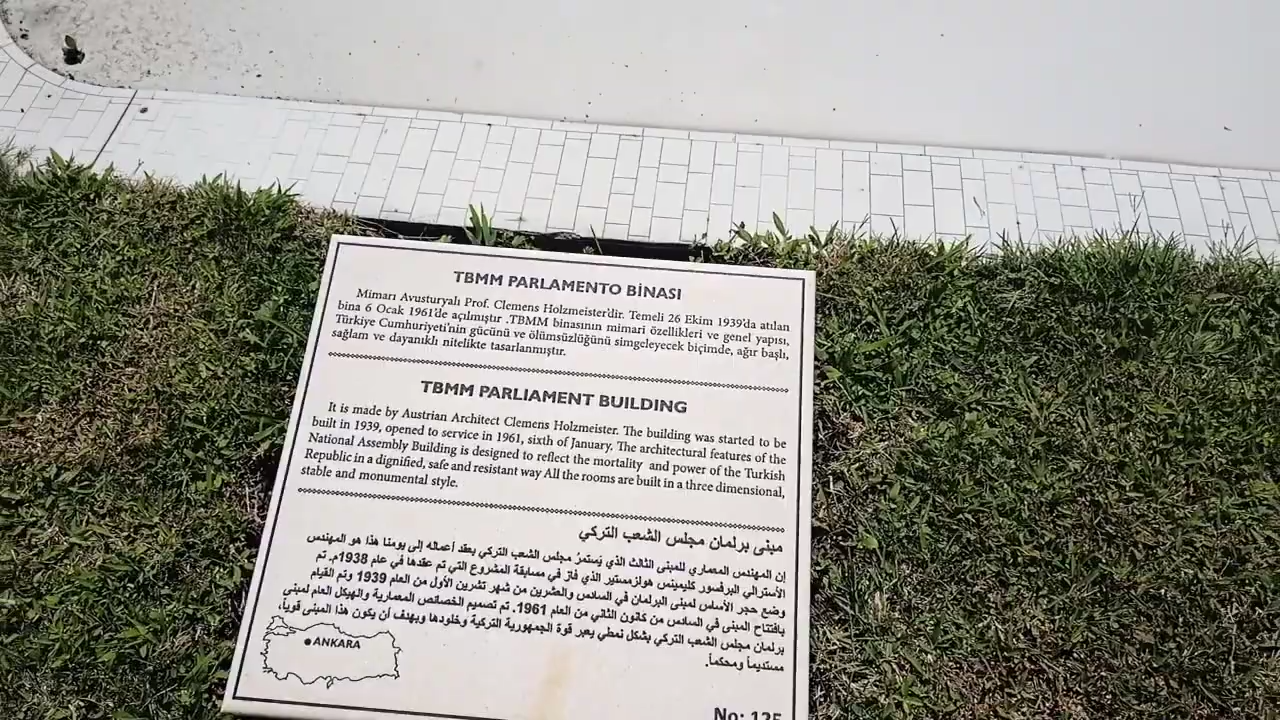 TBMM PARLAMENTO BİNASI
Mimarı Avusturyalı Prof. Clemens Holzmeister'dir. Temeli 26 Ekim 1939'da atılan
bina 6 Ocak 1961'de açılmıştır .TBMM binasının mimari özellikleri ve genel yapısı,
Türkiye Cumhuriyeti'nin gücünü ve ölümsüzlüğünü simgeleyecek biçimde, ağır başlı,
sağlam ve dayanıklı nitelikte tasarlanmıştır.
TBMM PARLIAMENT BUILDING
It is made by Austrian Architect Clemens Holzmeister. The building was started to be
built in 1939, opened to service in 1961, sixth of January. The architectural features of the
National Assembly Building is designed to reflect the mortality and power of the Turkish
Republic in a dignified, safe and resistant way All the rooms are built in a three dimensional,
stable and monumental style.
مبنى برلمان مجلس الشعب التركي
إن المهندس المعماري للمبنى الثالث الذي يَستمرُ مجلس الشعب التركي بعقد أعماله إلى يومنا هذا هو المهندس
الأسترالي البرفسور كليمينس هولزمستير الذي فاز في مسابقة المشروع التي تم عقدها في عام 1938م. تم
وضع حجر الأساس لمبنى البرلمان في السادس والعشرين من شهر تشرين الأول من العام 1939 وتم القيام
بافتتاح المبنى في السادس من كانون الثاني من العام 1961. تم تصميم الخصائص المعمارية والهيكل العام لمبنى
برلمان مجلس الشعب التركي بشكل نمطي يعبر قوة الجمهورية التركية وخلودها ويهدف أن يكون هذا المبنى قوياً،
مستديماً ومحكماً.
ANKARA
No: 125